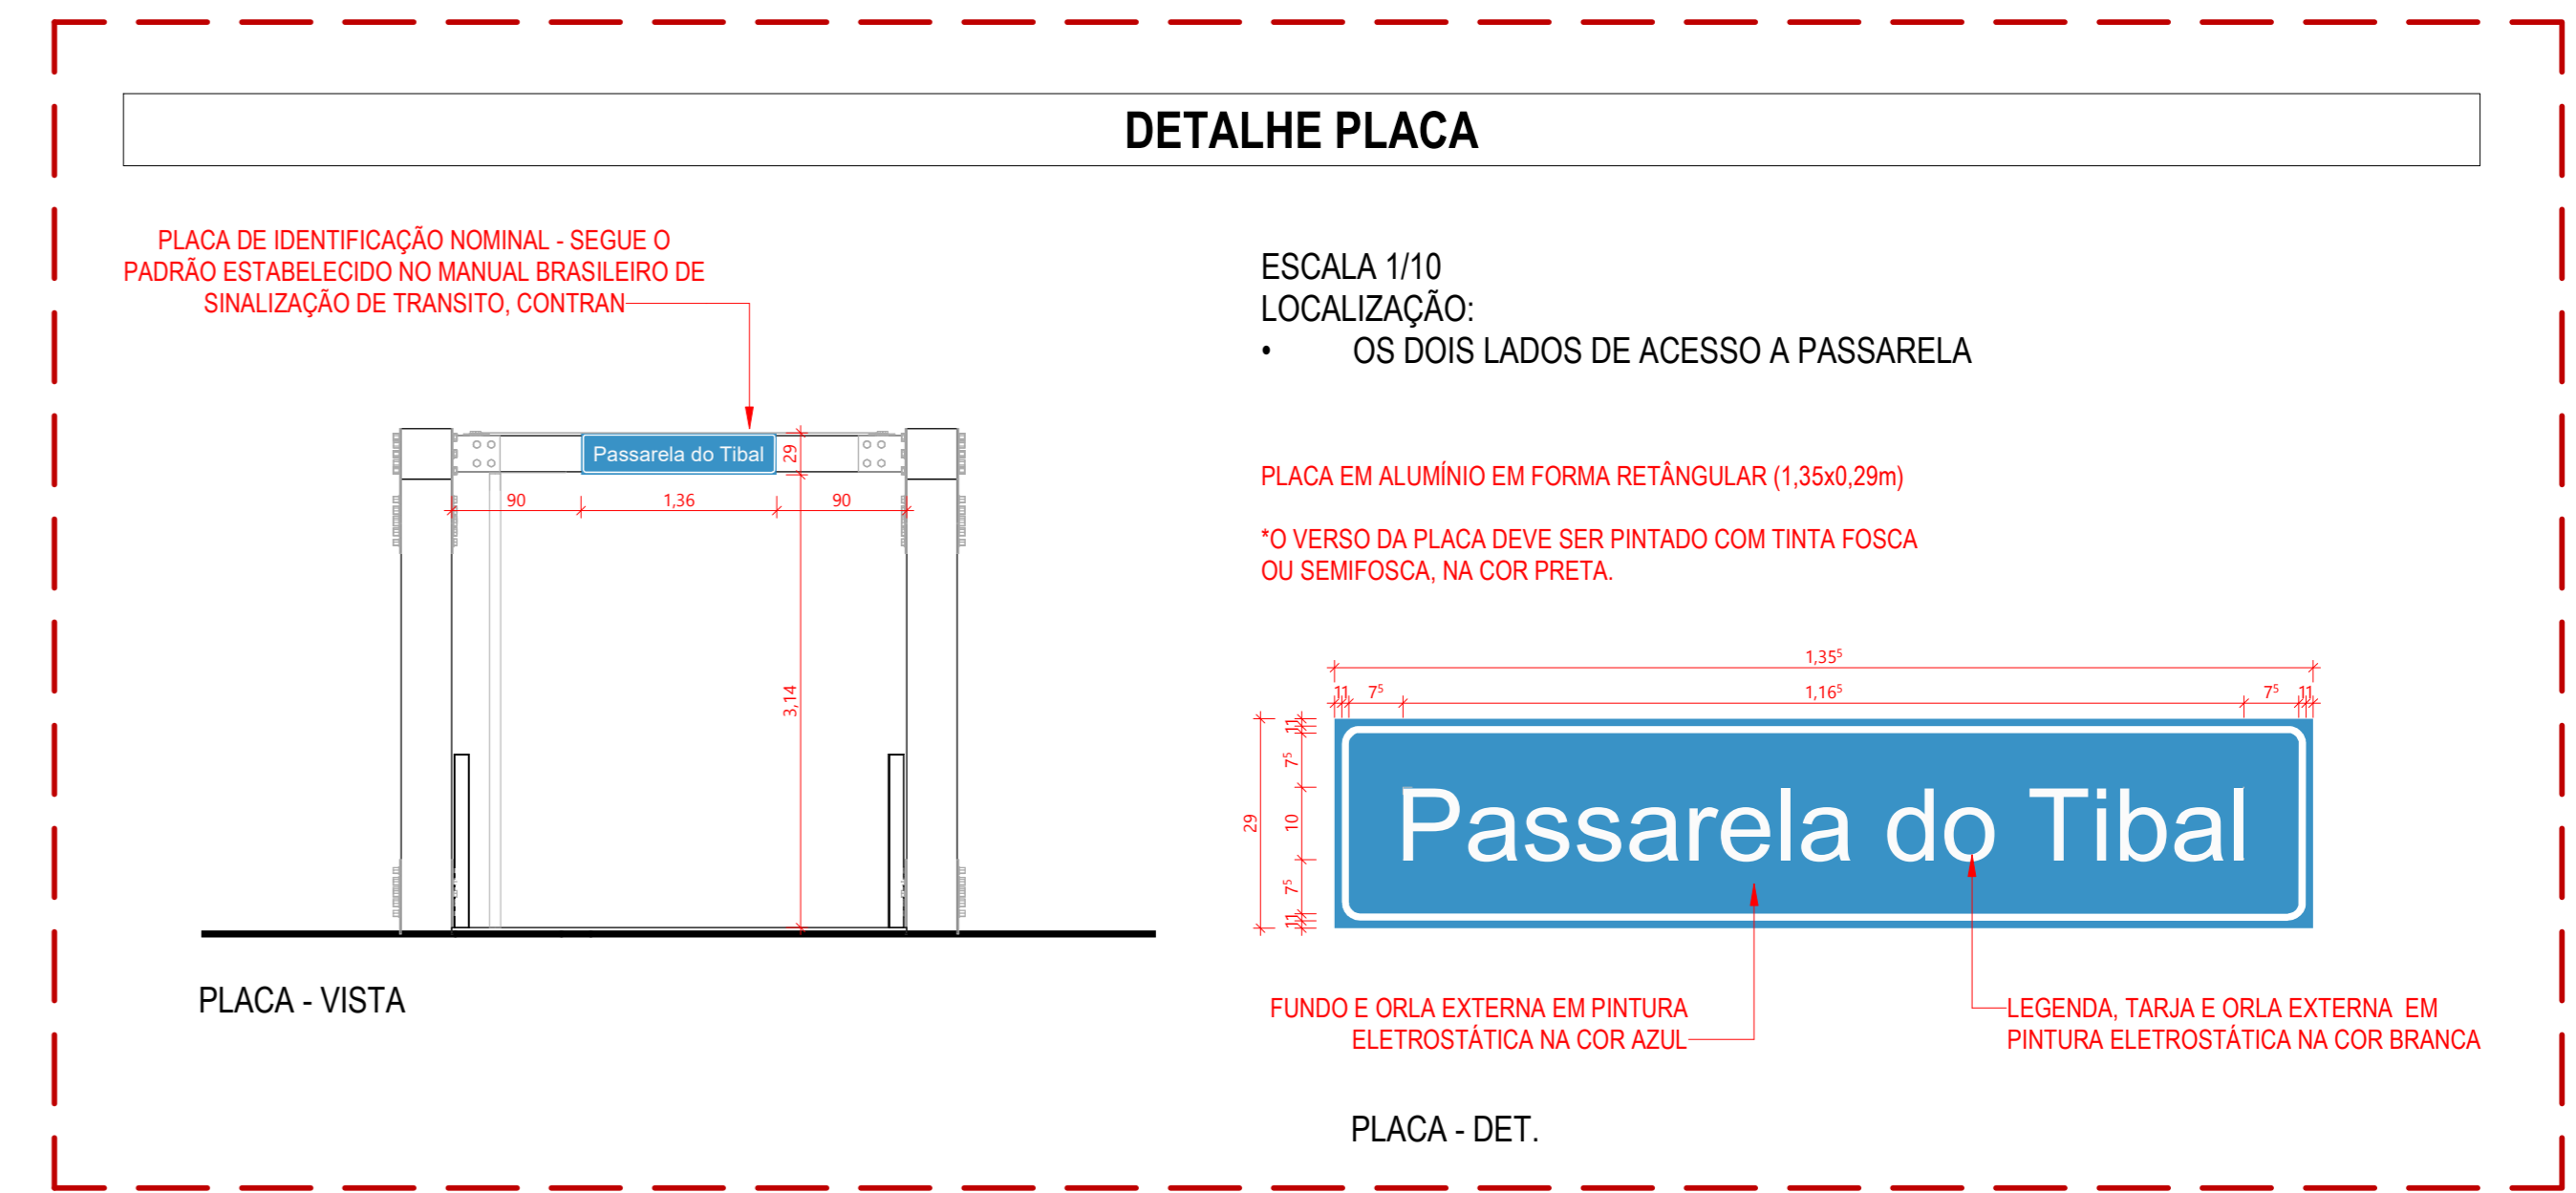 DETALHE PLACA
PLACA DE IDENTIFICAÇÃO NOMINAL - SEGUE O
PADRÃO ESTABELECIDO NO MANUAL BRASILEIRO DE
SINALIZAÇÃO DE TRANSITO, CONTRAN
Passarela do Tibal
29
90
1,36
90
3,14
PLACA - VISTA
ESCALA 1/10
LOCALIZAÇÃO:
• OS DOIS LADOS DE ACESSO A PASSARELA
PLACA EM ALUMÍNIO EM FORMA RETÂNGULAR (1,35x0,29m)
*O VERSO DA PLACA DEVE SER PINTADO COM TINTA FOSCA
OU SEMIFOSCA, NA COR PRETA.
1,35⁵
11 7⁵ 1,16⁵ 7⁵ 11
29
11
7⁵
10
7⁵
11
Passarela do Tibal
FUNDO E ORLA EXTERNA EM PINTURA
ELETROSTÁTICA NA COR AZUL
LEGENDA, TARJA E ORLA EXTERNA EM
PINTURA ELETROSTÁTICA NA COR BRANCA
PLACA - DET.